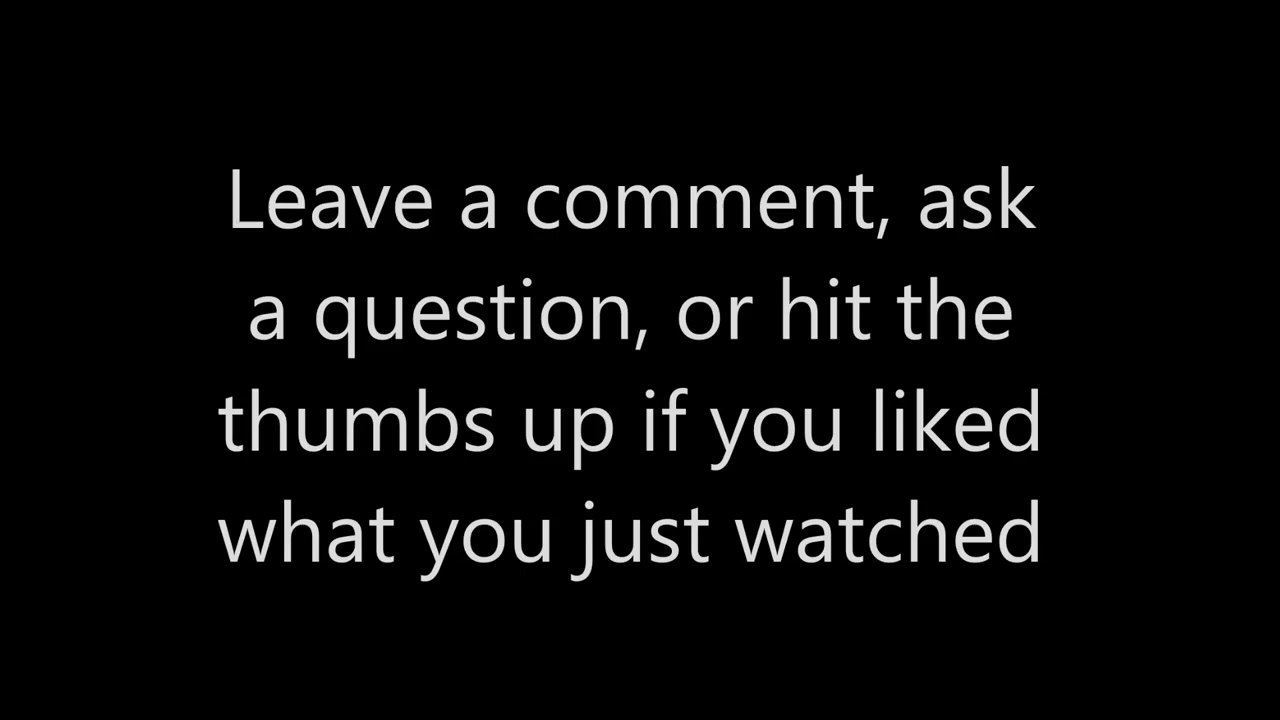 Leave a comment, ask
a question, or hit the
thumbs up if you liked
what you just watched